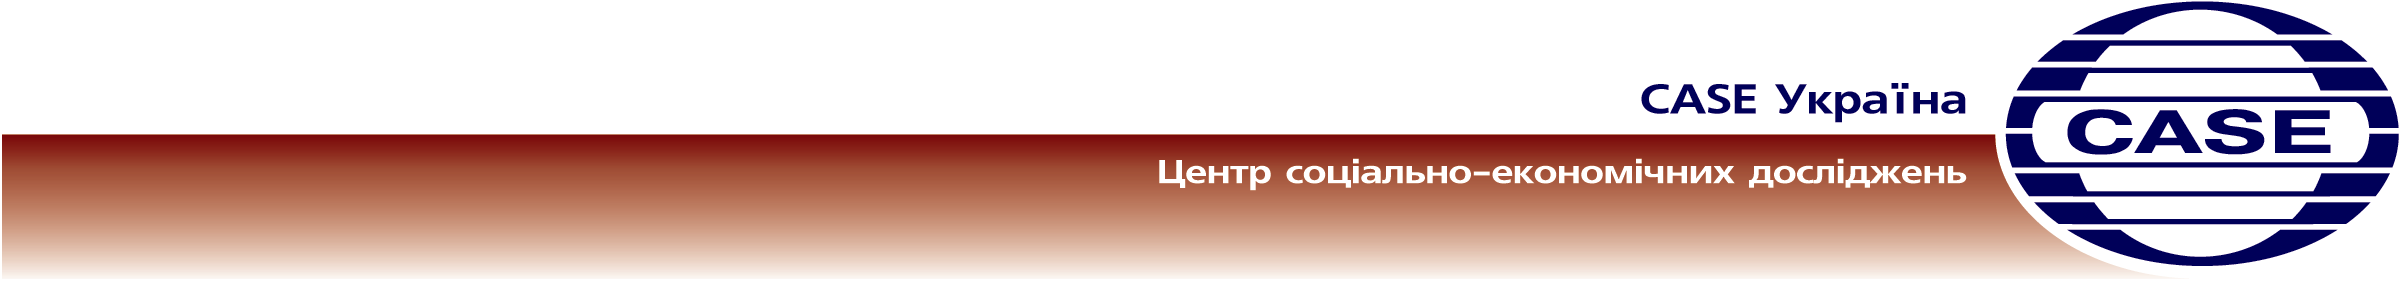 CASE Україна
Центр соціально-економічних досліджень
CASE